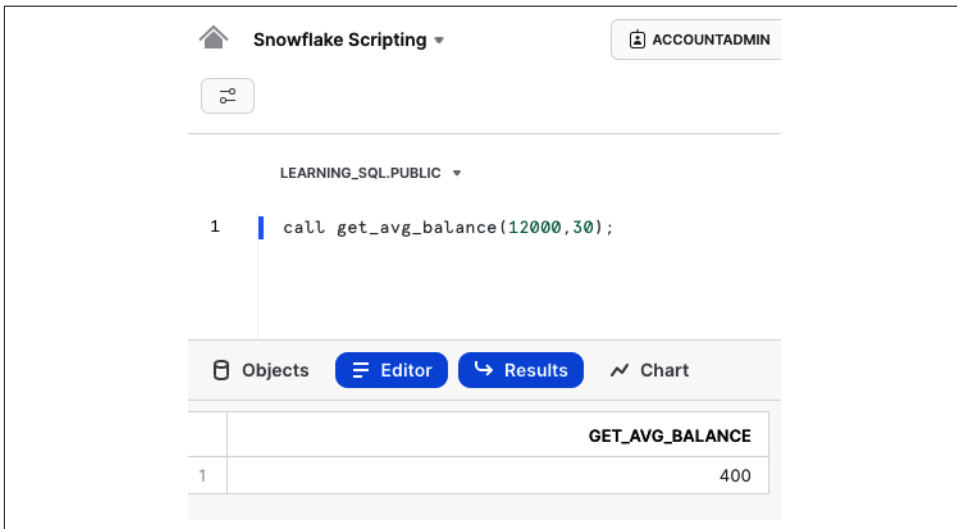 Snowflake Scripting
ACCOUNTADMIN
LEARNING_SQL.PUBLIC
1 call get_avg_balance(12000,30);
Objects Editor Results Chart
GET_AVG_BALANCE
1 400